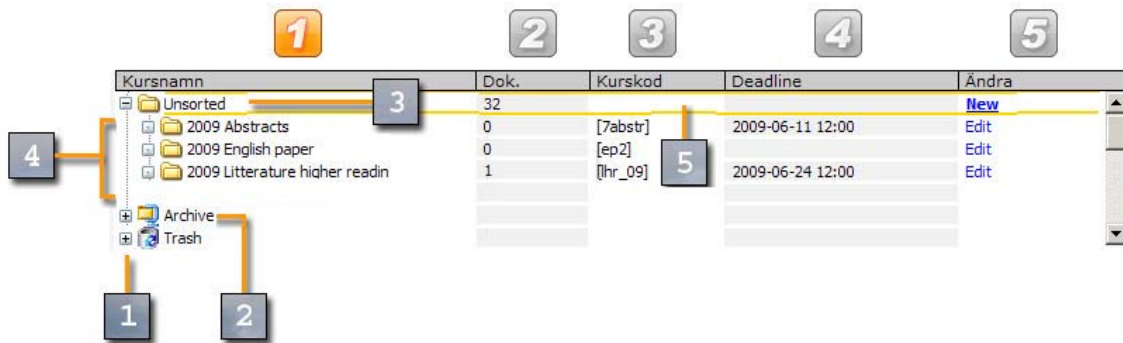 1 2 3 4 5
Kursnamn Dok. Kurskod Deadline Ändra
Unsorted 3 32 New
2009 Abstracts 0 [7abstr] 2009-06-11 12:00 Edit
4 2009 English paper 0 [ep2] 5 Edit
2009 Litterature higher readin 1 [lhr_09] 2009-06-24 12:00 Edit
Archive
Trash
1 2